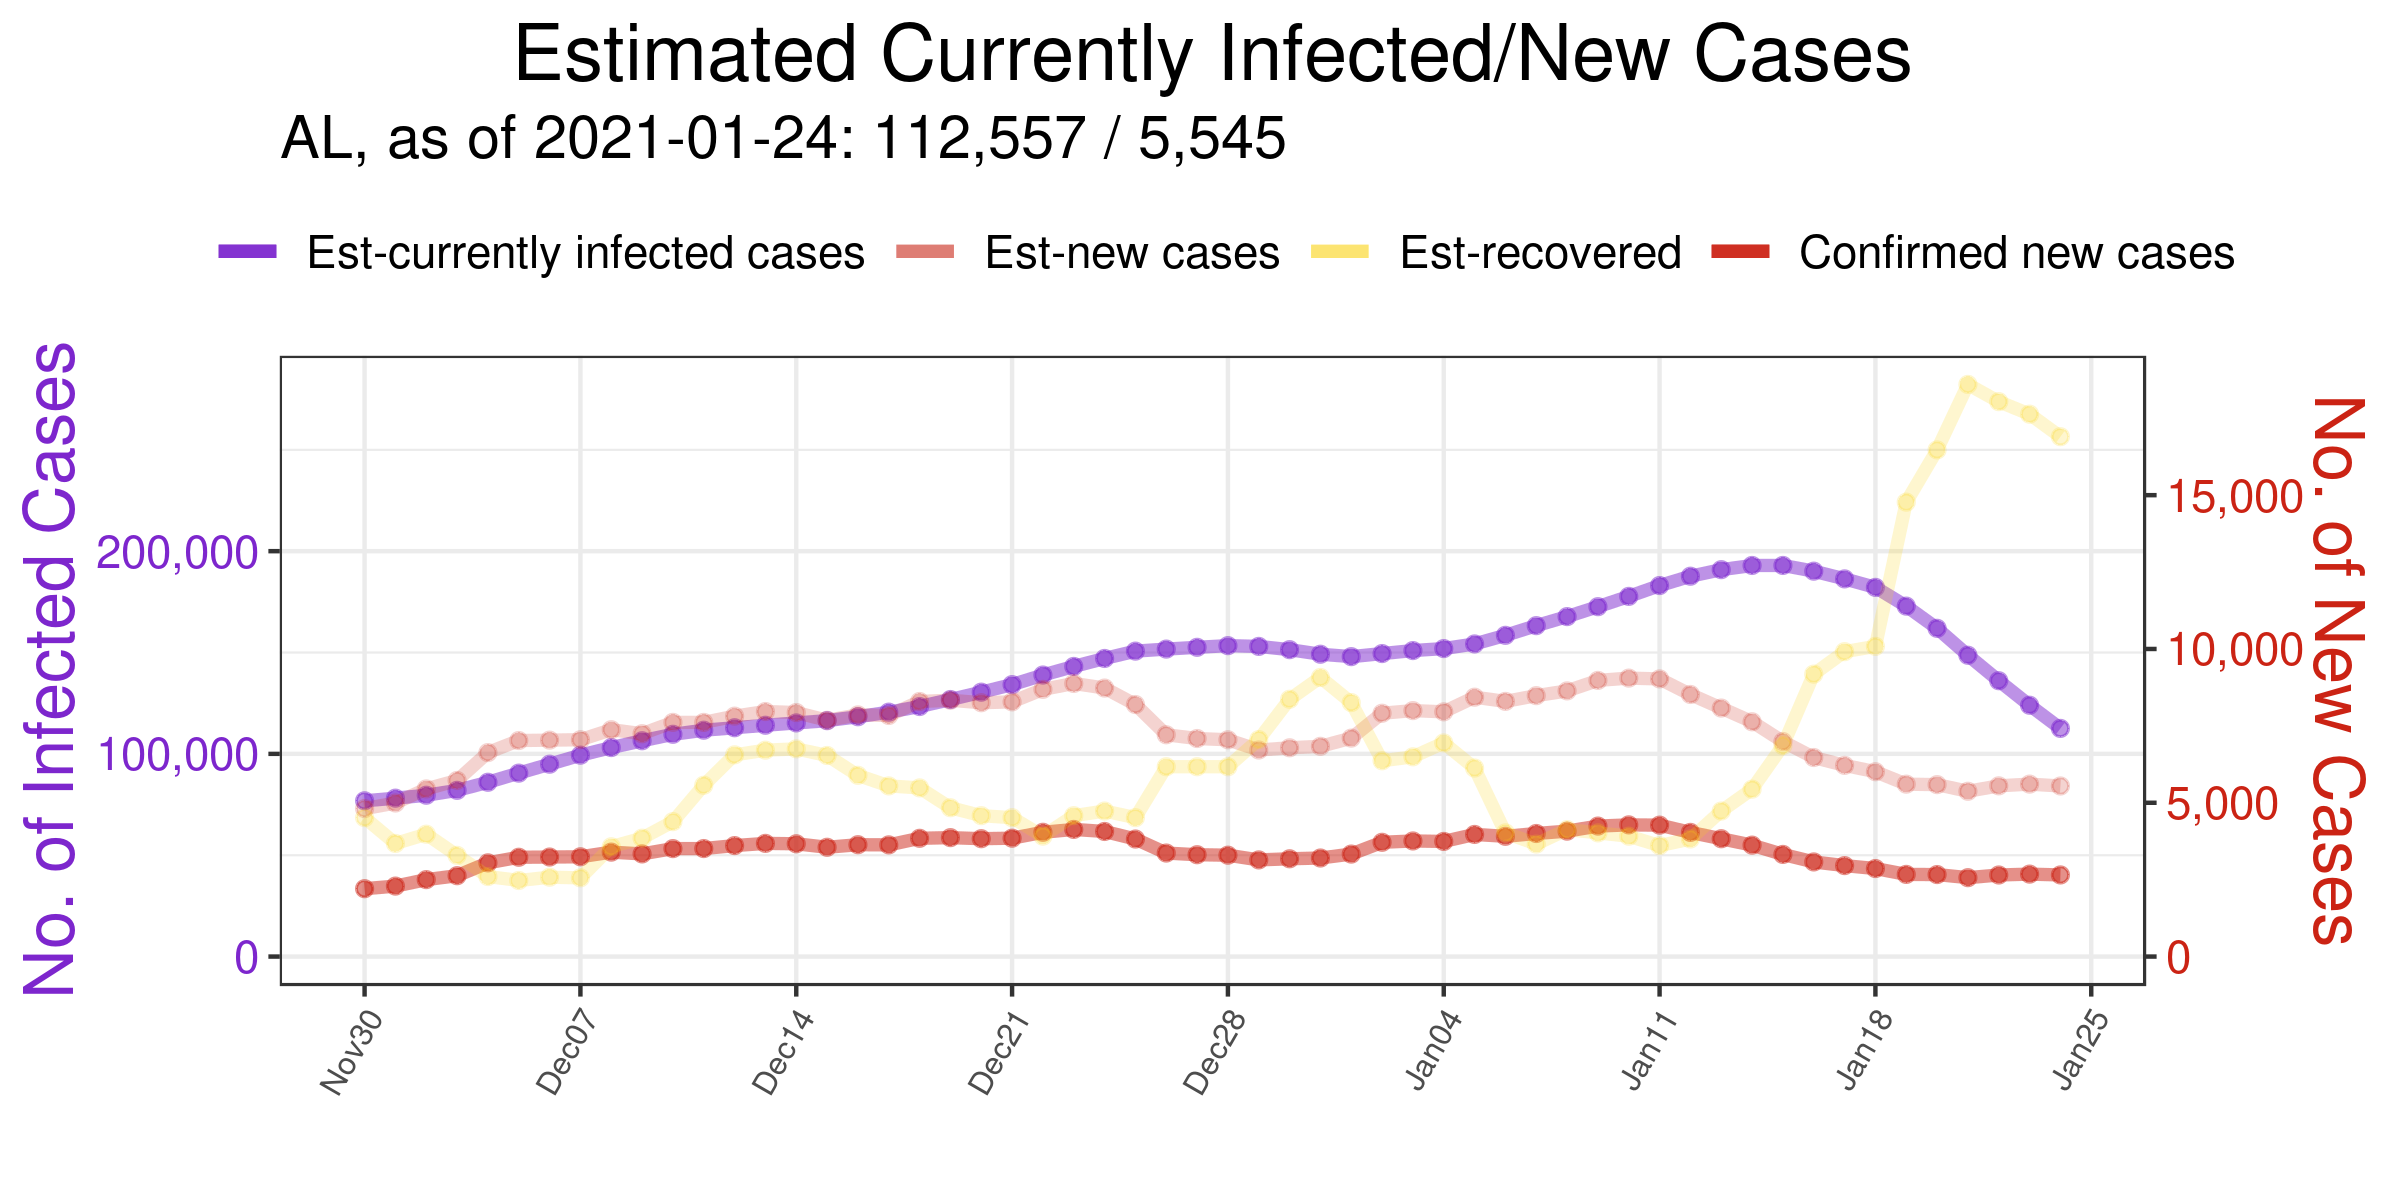 Estimated Currently Infected/New Cases
AL, as of 2021-01-24: 112,557 / 5,545
Est-currently infected cases Est-new cases Est-recovered Confirmed new cases
No. of Infected Cases
200,000
100,000
0
15,000
10,000
5,000
0
No. of New Cases
Nov30 Dec07 Dec14 Dec21 Dec28 Jan04 Jan11 Jan18 Jan25